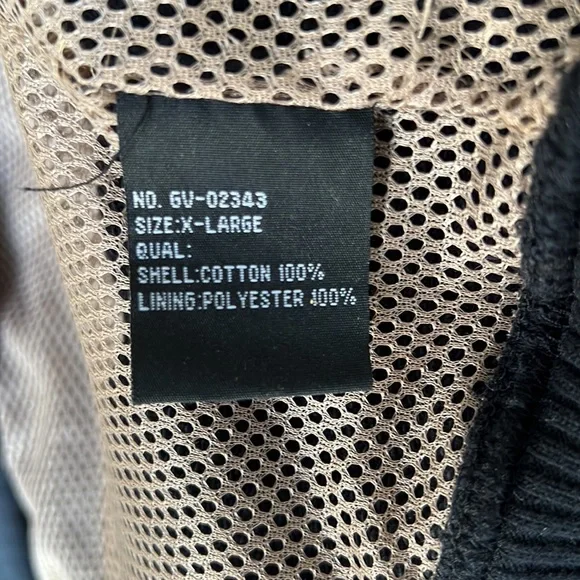 NO. GV-02343
SIZE:X-LARGE
QUAL:
SHELL:COTTON 100%
LINING:POLYESTER 100%